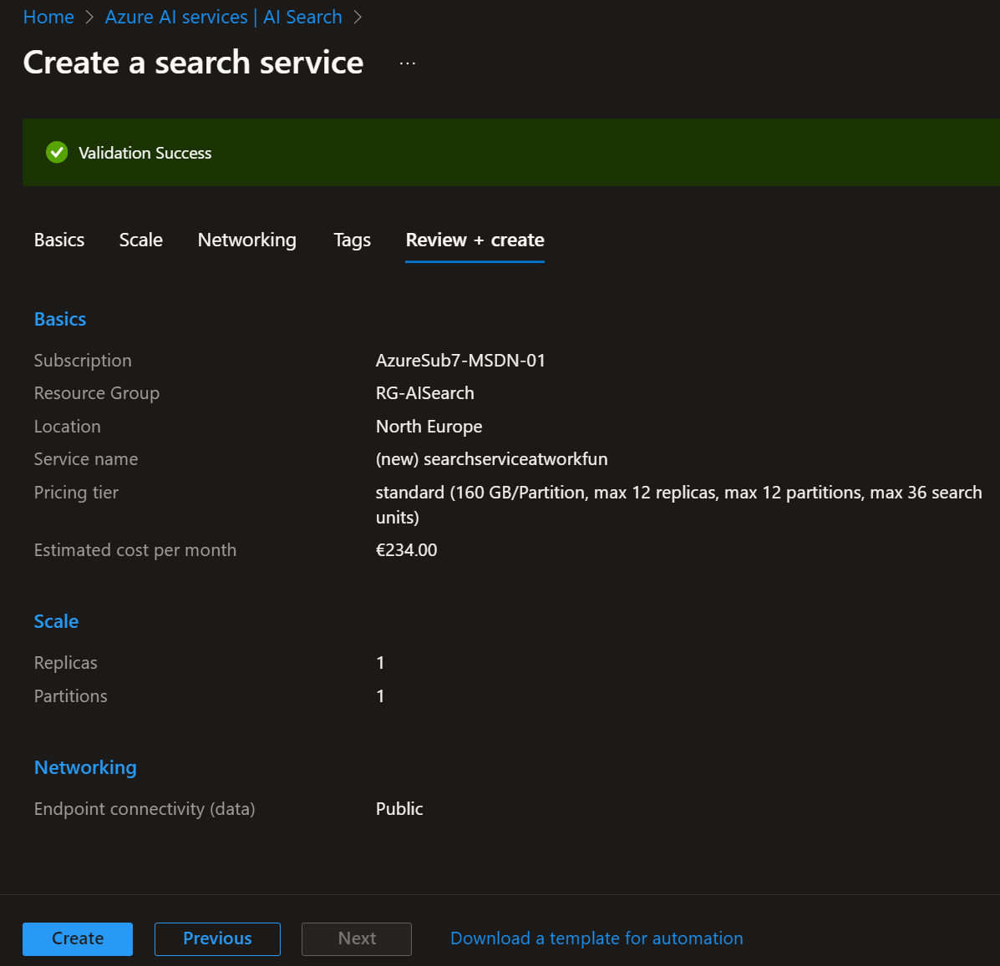 Home > Azure AI services | AI Search >
Create a search service ...
Validation Success
Basics Scale Networking Tags Review + create
Basics
Subscription AzureSub7-MSDN-01
Resource Group RG-AISearch
Location North Europe
Service name (new) searchserviceatworkfun
Pricing tier standard (160 GB/Partition, max 12 replicas, max 12 partitions, max 36 search
units)
Estimated cost per month €234.00
Scale
Replicas 1
Partitions 1
Networking
Endpoint connectivity (data) Public
Create Previous Next Download a template for automation